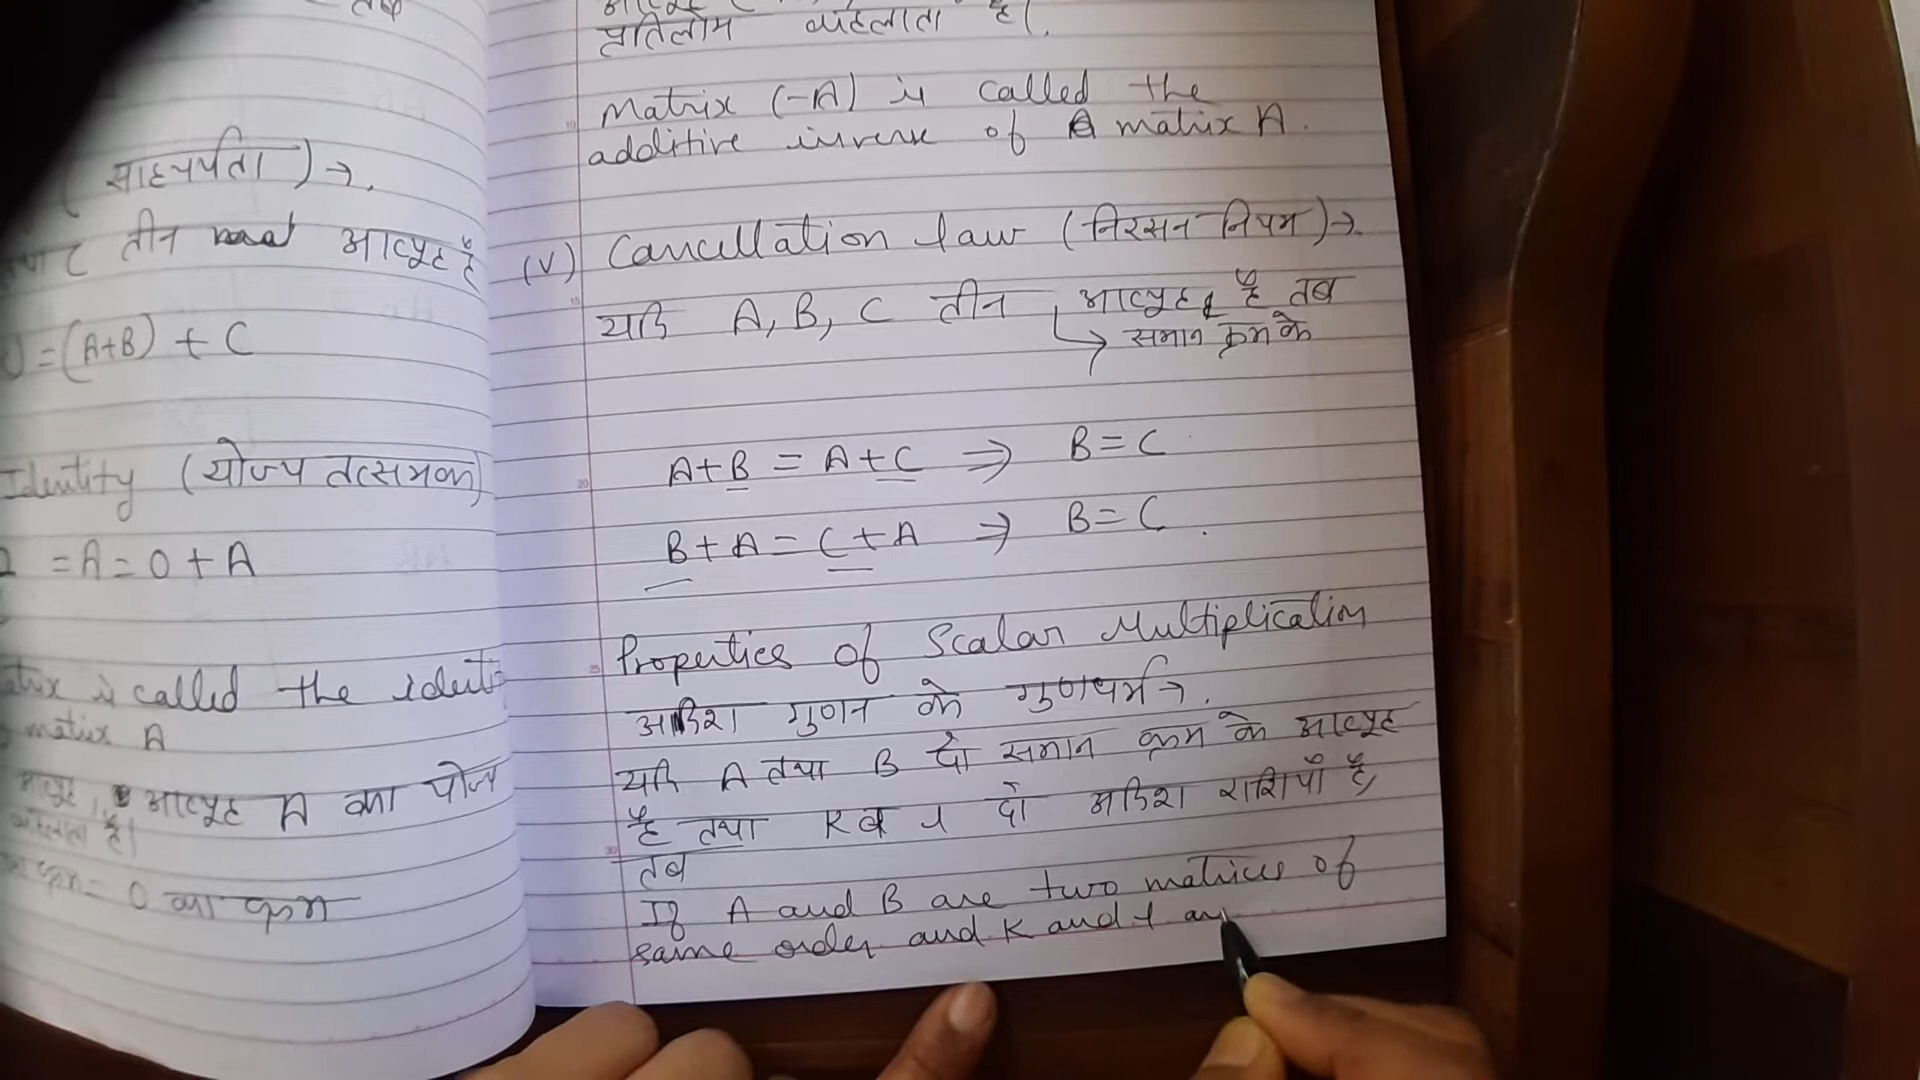 साहचर्यता) →.
C तीन आव्यूह है
=(A+B) + C
Identity (योज्य तत्समक)
=A=0+A
is called the identi
matrix A
आव्यूह A का योज्य
0 का क्रम
प्रतिलोम कहलाता है।.
Matrix (-A) is called the
additive inverse of A matrix A.
(V) Cancellation law (निरसन नियम)→.
यदि A, B, C तीन आव्यूह है तब
→ समान क्रम के
A+B = A+C ⇒ B=C
B+A = C+A ⇒ B=C.
Properties of Scalar Multiplication
अदिश गुणन के गुणधर्म→.
यदि A तथा B दो समान क्रम के आव्यूह
है तथा K व l दो अदिश राशियाँ है,
तब
If A and B are two matrices of
same order and K and l ar